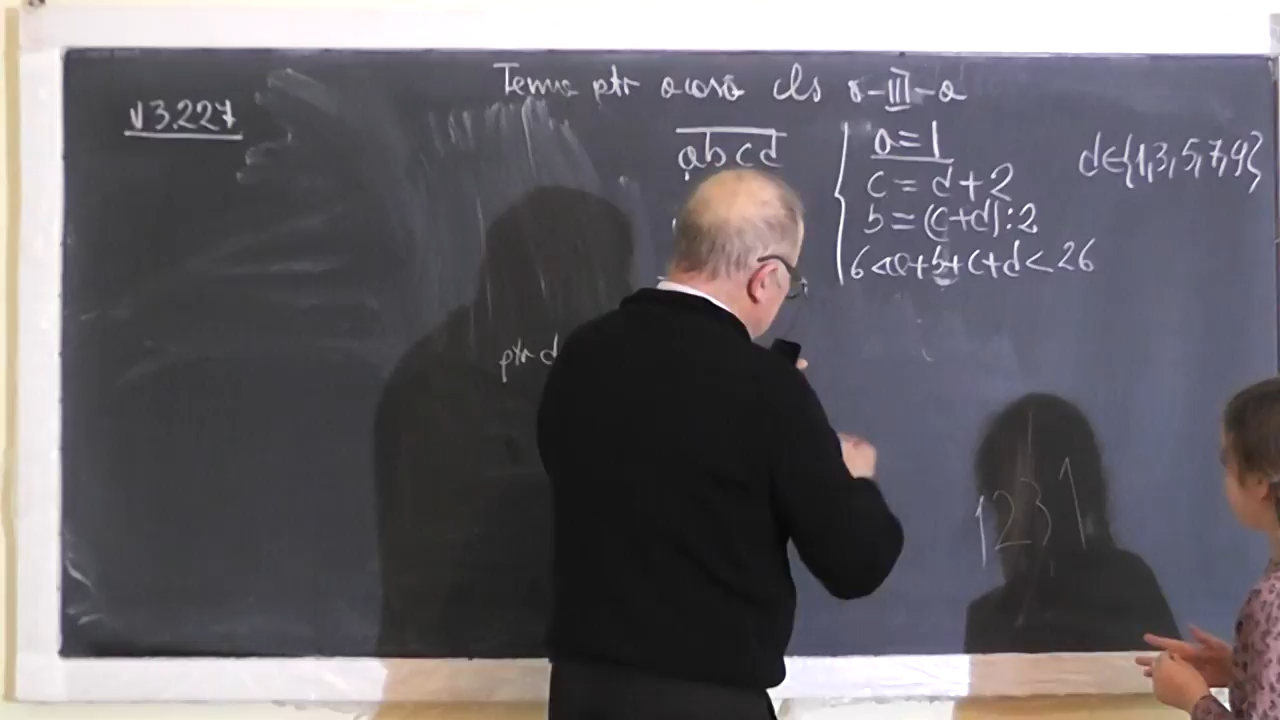 Tema ptr acasă cls a-III-a
√3.227
abcd
a=1
c = d+2
b = (c+d):2
6<a+b+c+d<26
d∈{1,3,5,7,9}
ptr d
1231